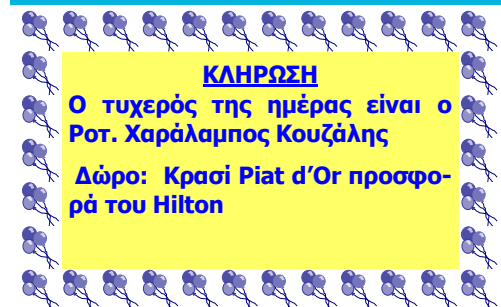 ΚΛΗΡΩΣΗ
Ο τυχερός της ημέρας είναι ο
Ροτ. Χαράλαμπος Κουζάλης
Δώρο: Κρασί Piat d’Or προσφο-
ρά του Hilton